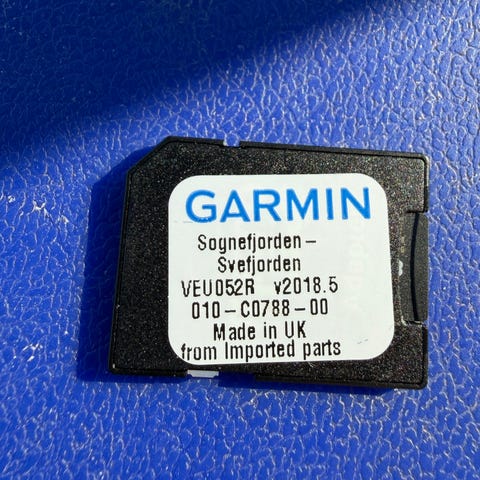 GARMIN
Sognefjorden –
Svefjorden
VEU052R v2018.5
010-C0788-00
Made in UK
from Imported parts